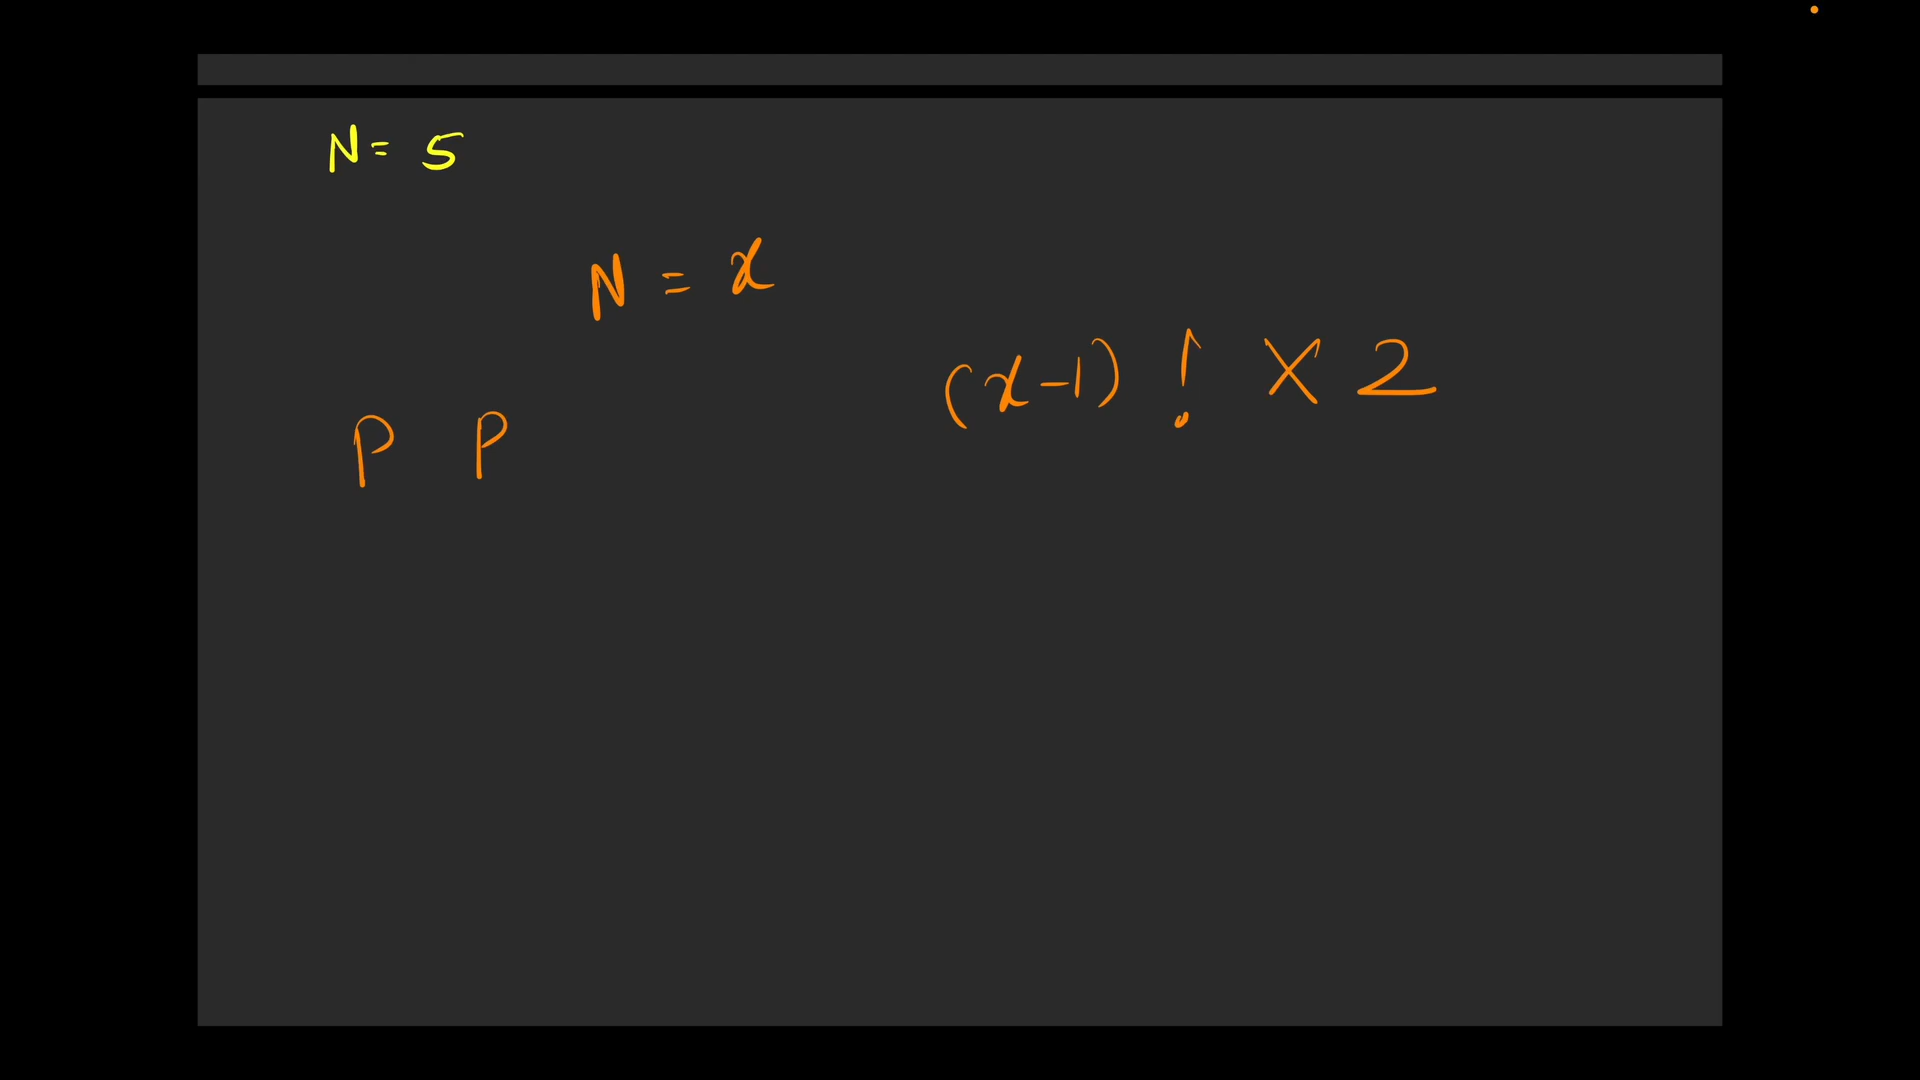 N = 5
N = x
(x-1) ! X 2
P P